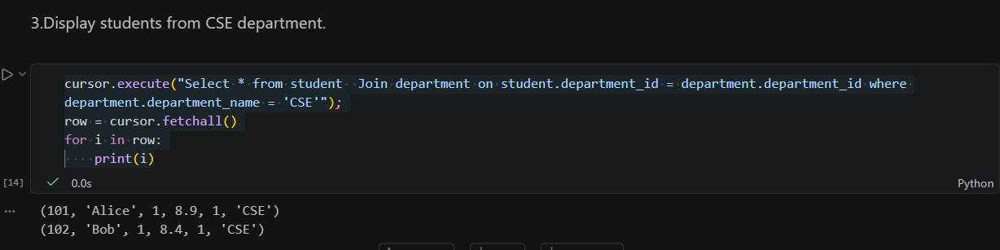 3.Display students from CSE department.
cursor.execute("Select * from student  Join department on student.department_id = department.department_id where
department.department_name = 'CSE'");
row = cursor.fetchall()
for i in row:
    print(i)
[14]
0.0s
Python
(101, 'Alice', 1, 8.9, 1, 'CSE')
(102, 'Bob', 1, 8.4, 1, 'CSE')